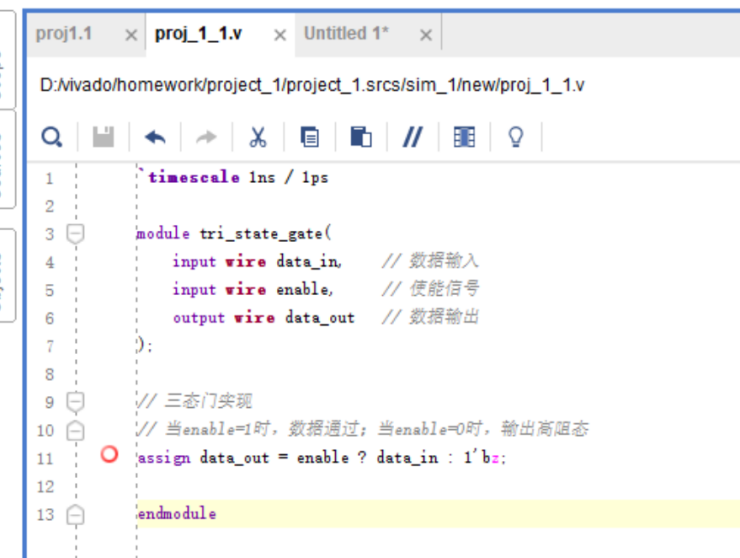 proj1.1 × proj_1_1.v × Untitled 1* ×
D:/vivado/homework/project_1/project_1.srcs/sim_1/new/proj_1_1.v
1 `timescale 1ns / 1ps
2
3 module tri_state_gate(
4 input wire data_in, // 数据输入
5 input wire enable, // 使能信号
6 output wire data_out // 数据输出
7 );
8
9 // 三态门实现
10 // 当enable=1时, 数据通过; 当enable=0时, 输出高阻态
11 assign data_out = enable ? data_in : 1'bz;
12
13 endmodule